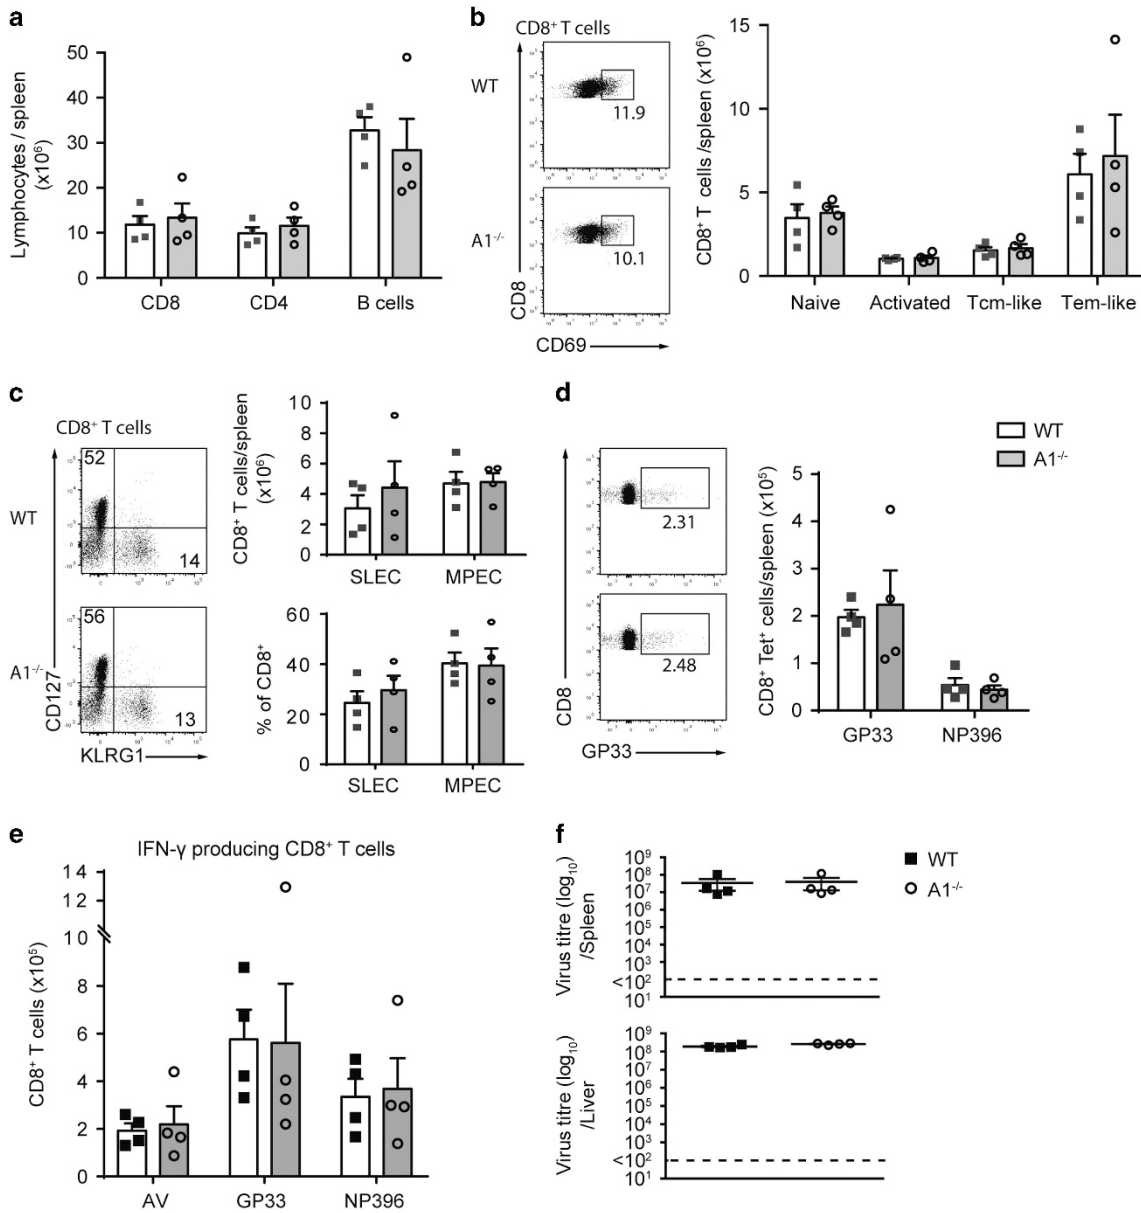 a
Lymphocytes / spleen
(x10⁶)
50
40
30
20
10
0
CD8
CD4
B cells
b
CD8⁺ T cells
WT
11.9
A1⁻/⁻
10.1
CD8
CD69
CD8⁺ T cells /spleen (x10⁶)
15
10
5
0
Naive
Activated
Tcm-like
Tem-like
c
CD8⁺ T cells
WT
52
14
A1⁻/⁻
56
13
CD127
KLRG1
CD8⁺ T cells/spleen
(x10⁶)
10
8
6
4
2
0
SLEC
MPEC
% of CD8⁺
60
40
20
0
SLEC
MPEC
d
2.31
2.48
CD8
GP33
WT
A1⁻/⁻
CD8⁺ Tet⁺ cells/spleen (x10⁵)
5
4
3
2
1
0
GP33
NP396
e
IFN-γ producing CD8⁺ T cells
CD8⁺ T cells (x10⁵)
14
12
10
8
6
4
2
0
AV
GP33
NP396
f
Virus titre (log₁₀)
/Spleen
10⁹
10⁸
10⁷
10⁶
10⁵
10⁴
10³
<10²
10¹
WT
A1⁻/⁻
Virus titre (log₁₀)
/Liver
10⁹
10⁸
10⁷
10⁶
10⁵
10⁴
10³
<10²
10¹